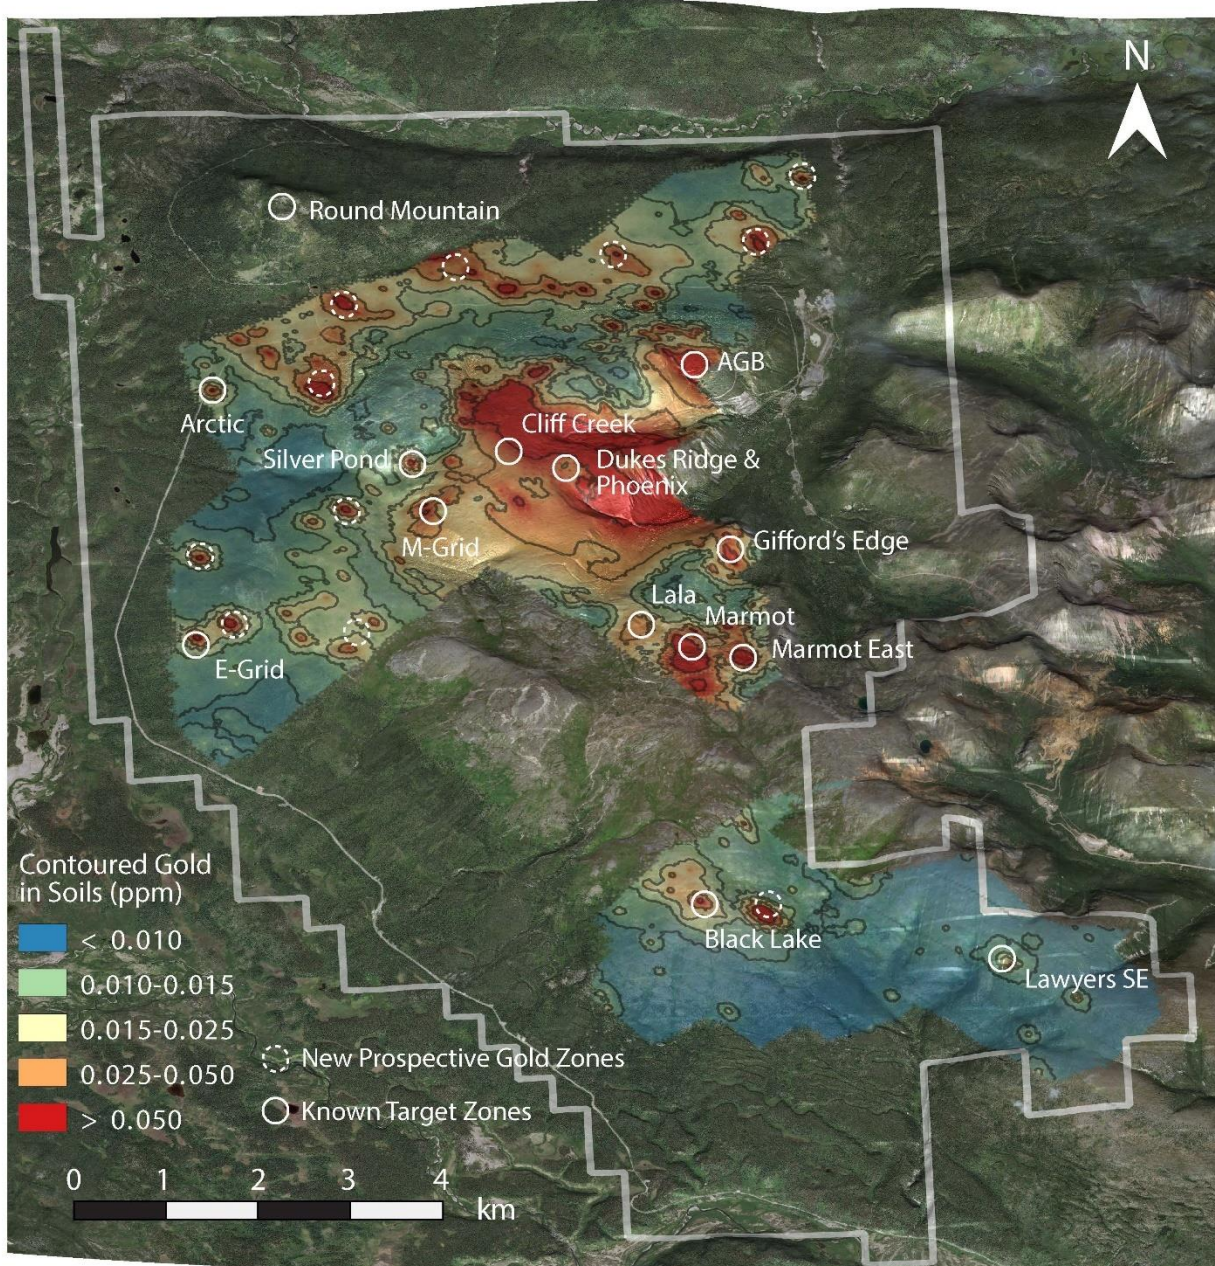 N
Round Mountain
AGB
Arctic
Cliff Creek
Silver Pond
Dukes Ridge &
Phoenix
M-Grid
Gifford's Edge
Lala
Marmot
Marmot East
E-Grid
Black Lake
Lawyers SE
Contoured Gold
in Soils (ppm)
< 0.010
0.010-0.015
0.015-0.025
0.025-0.050
> 0.050
New Prospective Gold Zones
Known Target Zones
0 1 2 3 4
km